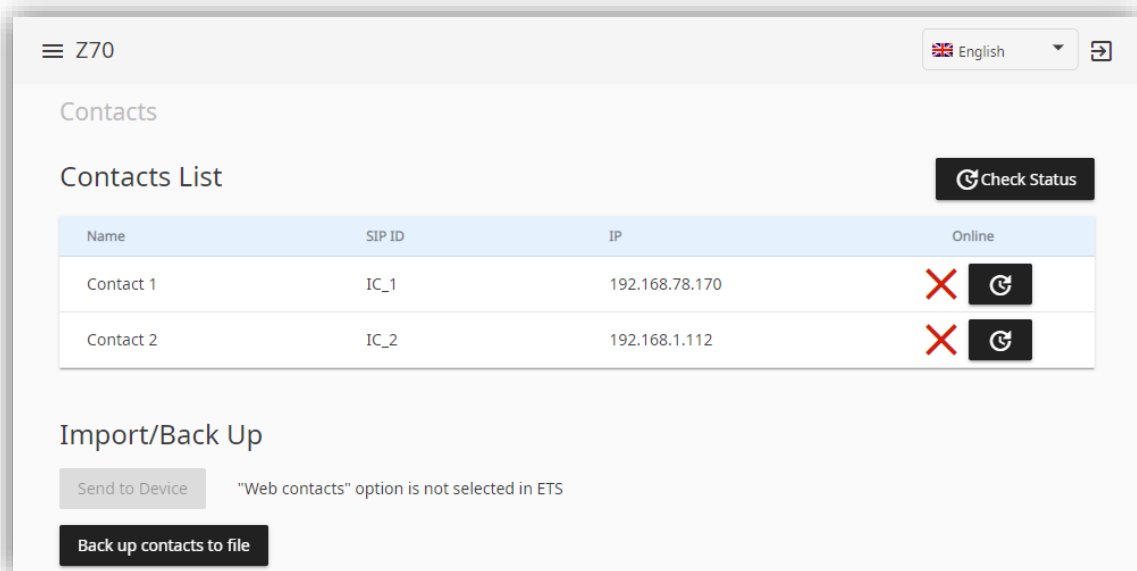 Z70
English
Contacts
Contacts List
Check Status
Name SIP ID IP Online
Contact 1 IC_1 192.168.78.170
Contact 2 IC_2 192.168.1.112
Import/Back Up
Send to Device "Web contacts" option is not selected in ETS
Back up contacts to file